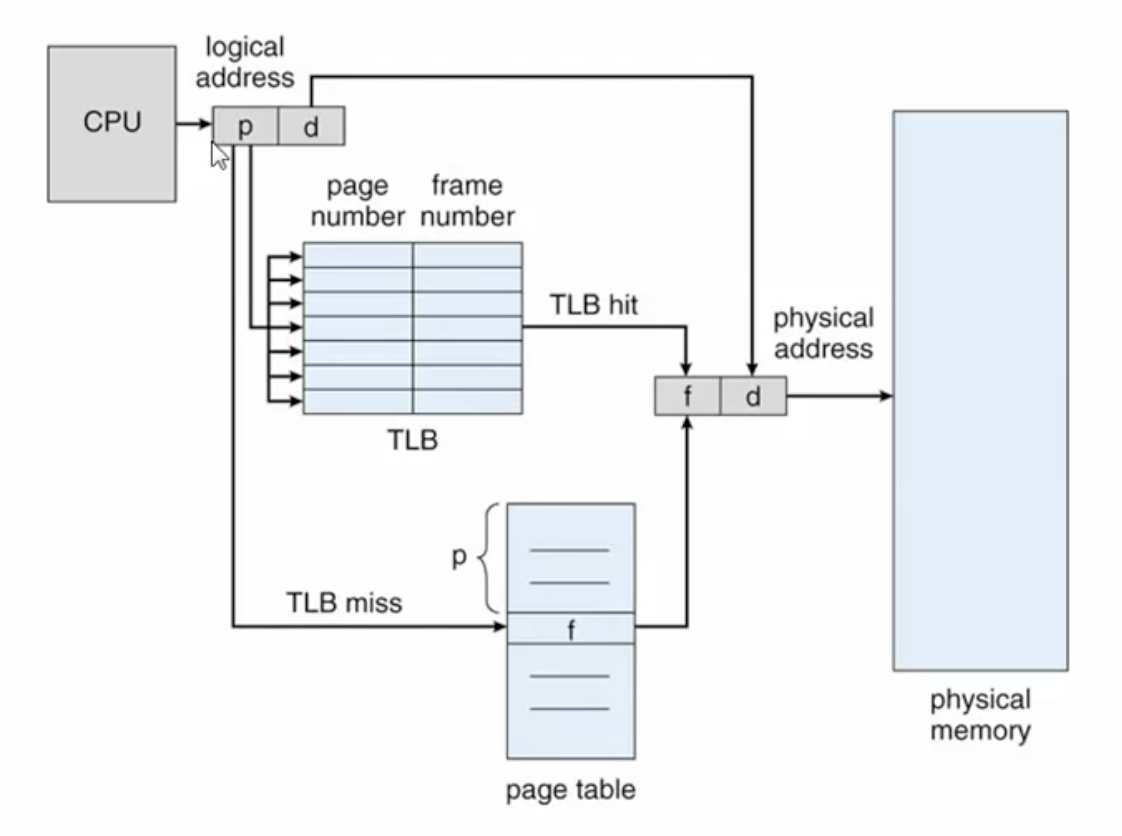 logical
address
CPU
p
d
page
number
frame
number
TLB hit
physical
address
f
d
TLB
p
TLB miss
f
physical
memory
page table